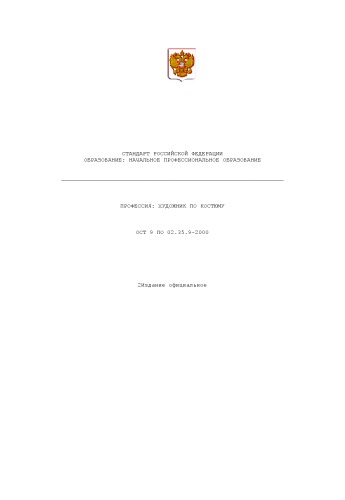 СТАНДАРТ РОССИЙСКОЙ ФЕДЕРАЦИИ
ОБРАЗОВАНИЕ: НАЧАЛЬНОЕ ПРОФЕССИОНАЛЬНОЕ ОБРАЗОВАНИЕ
ПРОФЕССИЯ: ХУДОЖНИК ПО КОСТЮМУ
ОСТ 9 ПО 02.35.9-2000
Издание официальное